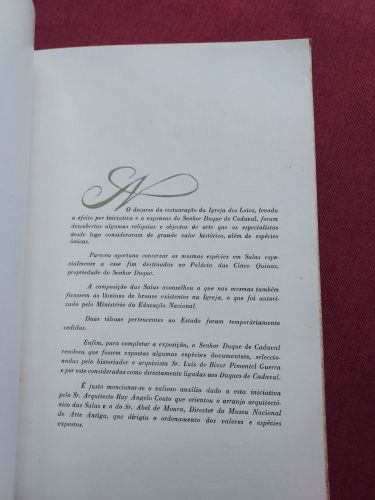 NO decurso da restauração da Igreja dos Loios, levada
a efeito por iniciativa e a expensas do Senhor Duque de Cadaval, foram
descobertas algumas relíquias e objectos de arte que os especialistas
desde logo consideraram de grande valor histórico, além de espécies
únicas.
Pareceu oportuno conservar as mesmas espécies em Salas espe-
cialmente a esse fim destinadas no Palácio das Cinco Quinas,
propriedade do Senhor Duque.
A composição das Salas aconselhou a que nas mesmas também
ficassem as lâminas de bronze existentes na Igreja, o que foi autori-
zado pelo Ministério da Educação Nacional.
Duas tábuas pertencentes ao Estado foram temporàriamente
cedidas.
Enfim, para completar a exposição, o Senhor Duque de Cadaval
resolveu que fossem expostas algumas espécies documentais, seleccio-
nadas pelo historiador e arquivista Sr. Luis de Bivar Pimentel Guerra
e por este consideradas como directamente ligadas aos Duques de Cadaval.
É justo mencionar-se o valioso auxílio dado a esta iniciativa
pelo Sr. Arquitecto Ruy Angelo Couto que orientou o arranjo arquitectó-
nico das Salas e o do Sr. Abel de Moura, Director do Museu Nacional
de Arte Antiga, que dirigiu o ordenamento dos valores e espécies
expostos.